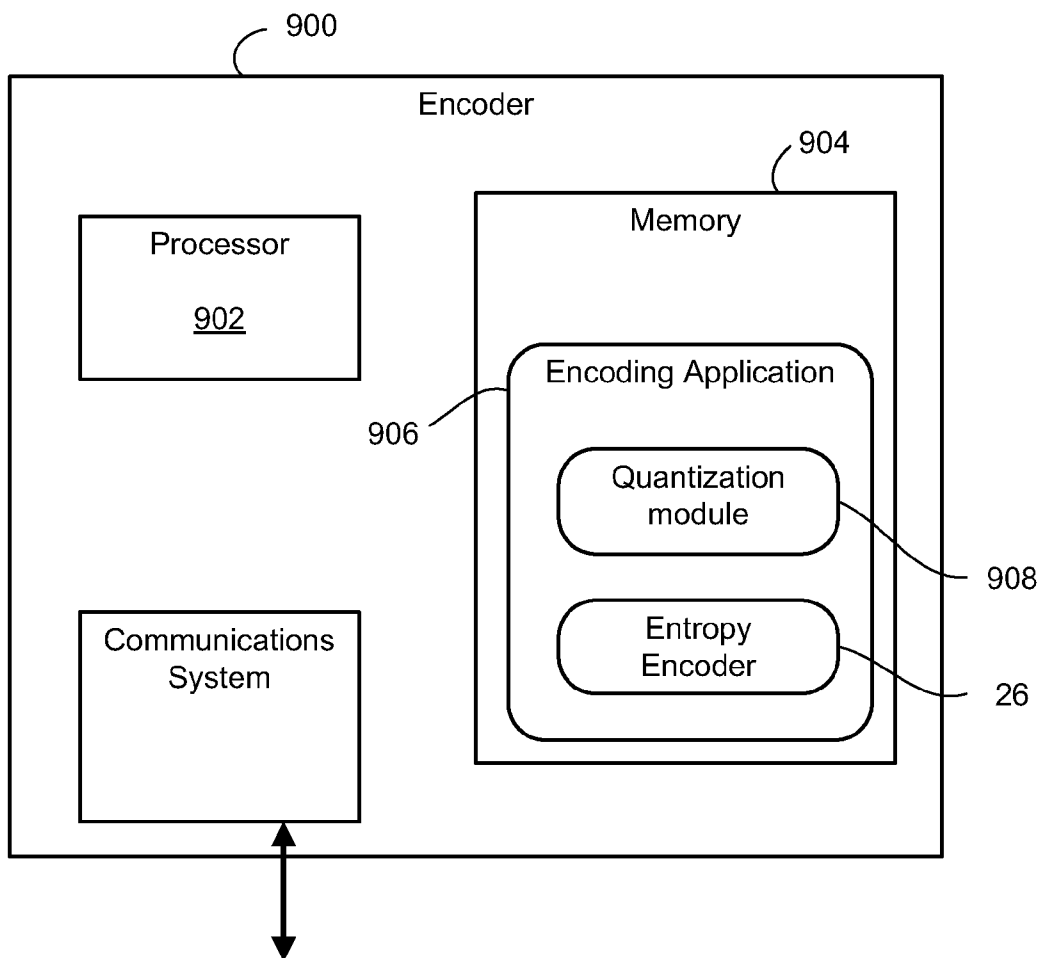 900
Encoder
904
Processor
902
Memory
Encoding Application
906
Quantization
module
908
Communications
System
Entropy
Encoder
26